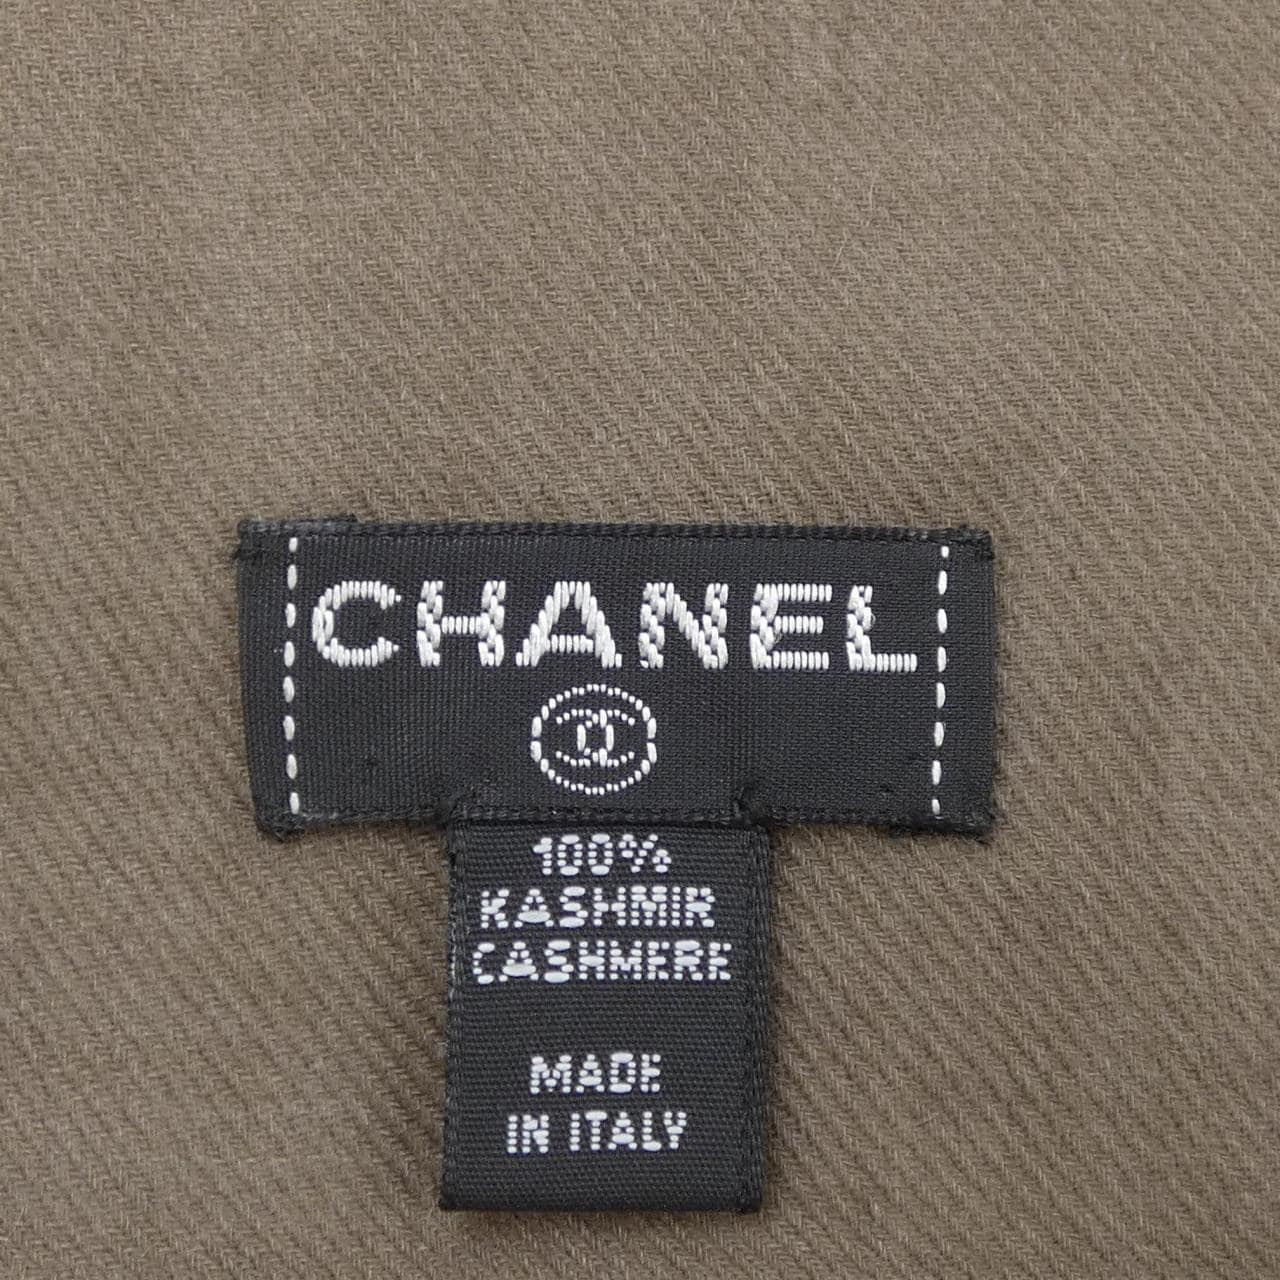 CHANEL
100%
KASHMIR
CASHMERE
MADE
IN ITALY